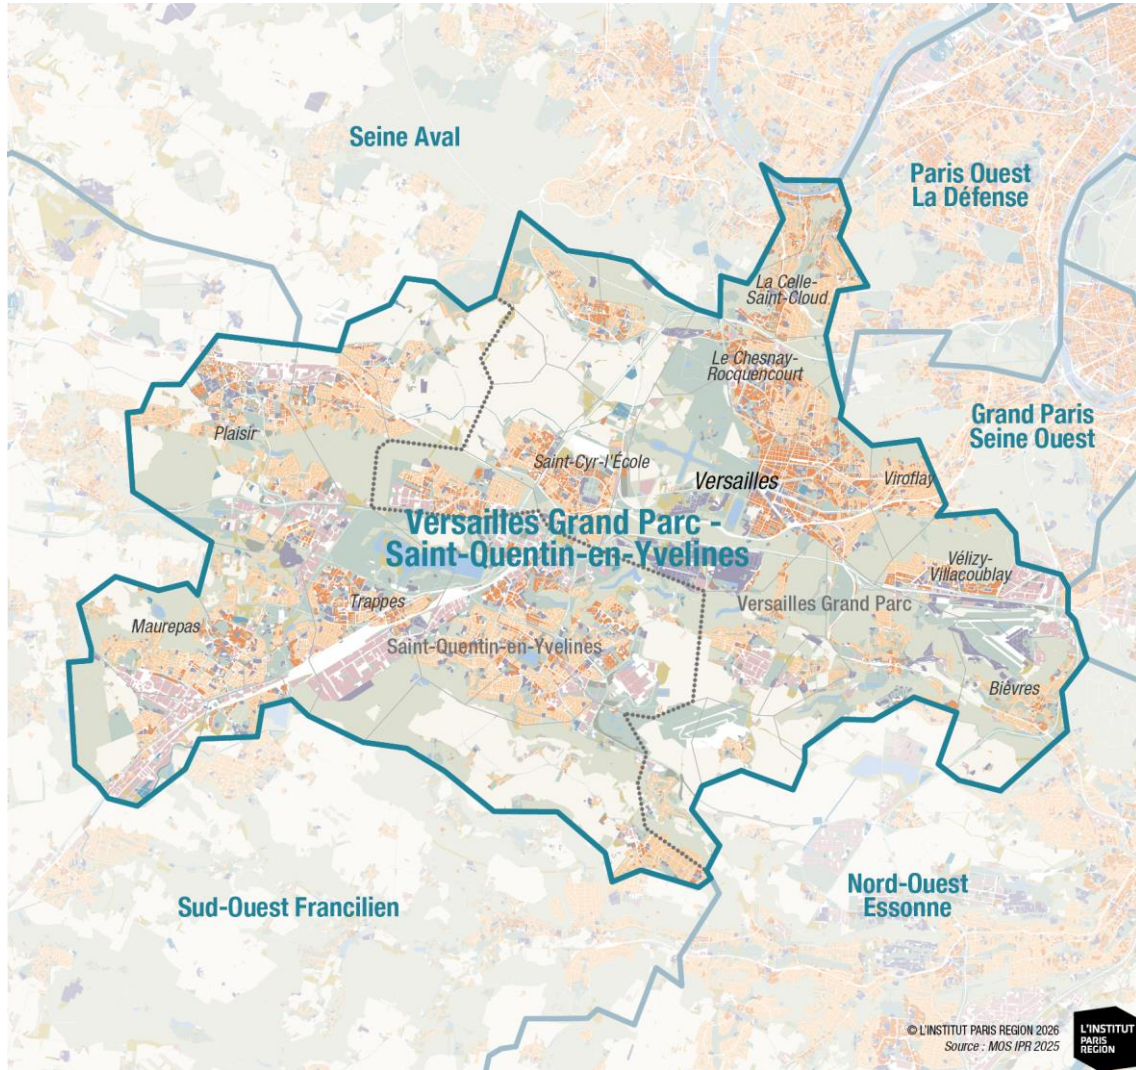 Seine Aval
Paris Ouest
La Défense
La Celle-
Saint-Cloud
Le Chesnay-
Rocquencourt
Grand Paris
Seine Ouest
Plaisir
Saint-Cyr-l'École
Versailles
Viroflay
Versailles Grand Parc -
Saint-Quentin-en-Yvelines
Vélizy-
Villacoublay
Trappes
Versailles Grand Parc
Maurepas
Saint-Quentin-en-Yvelines
Bièvres
Sud-Ouest Francilien
Nord-Ouest
Essonne
© L'INSTITUT PARIS REGION 2026
Source : MOS IPR 2025
L'INSTITUT
PARIS
REGION